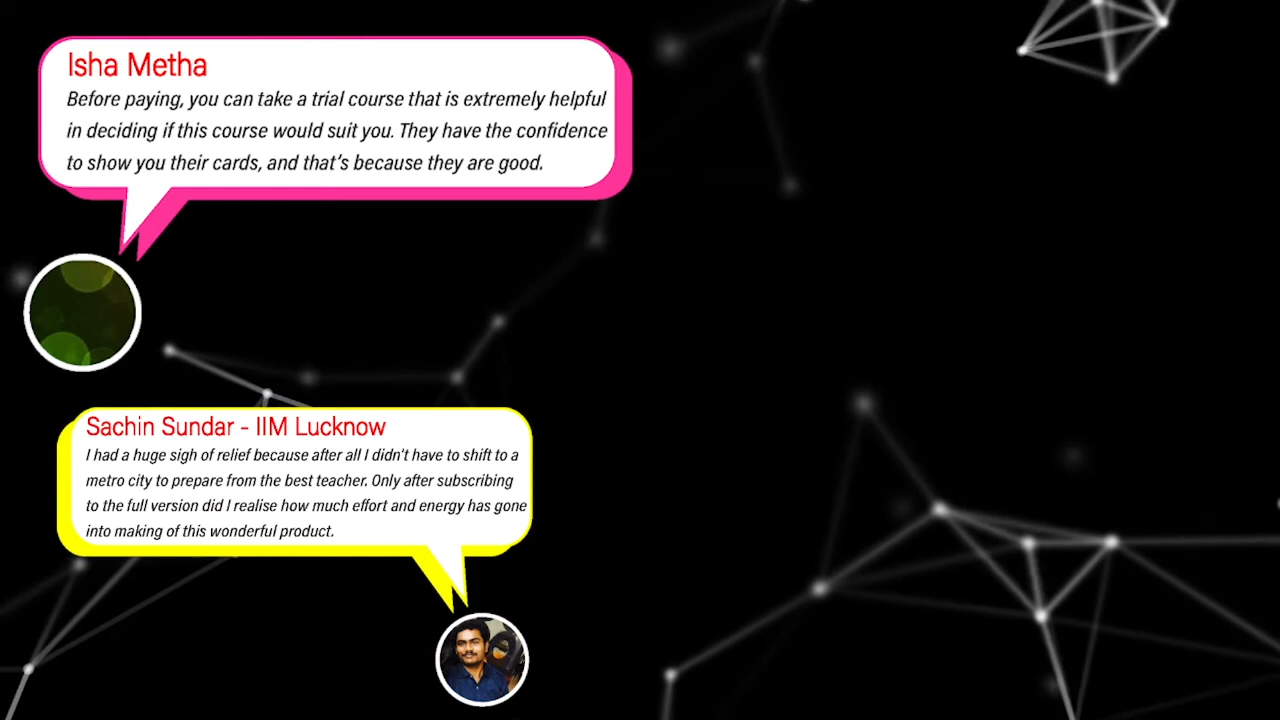 Isha Metha
Before paying, you can take a trial course that is extremely helpful
in deciding if this course would suit you. They have the confidence
to show you their cards, and that's because they are good.
Sachin Sundar - IIM Lucknow
I had a huge sigh of relief because after all I didn't have to shift to a
metro city to prepare from the best teacher. Only after subscribing
to the full version did I realise how much effort and energy has gone
into making of this wonderful product.